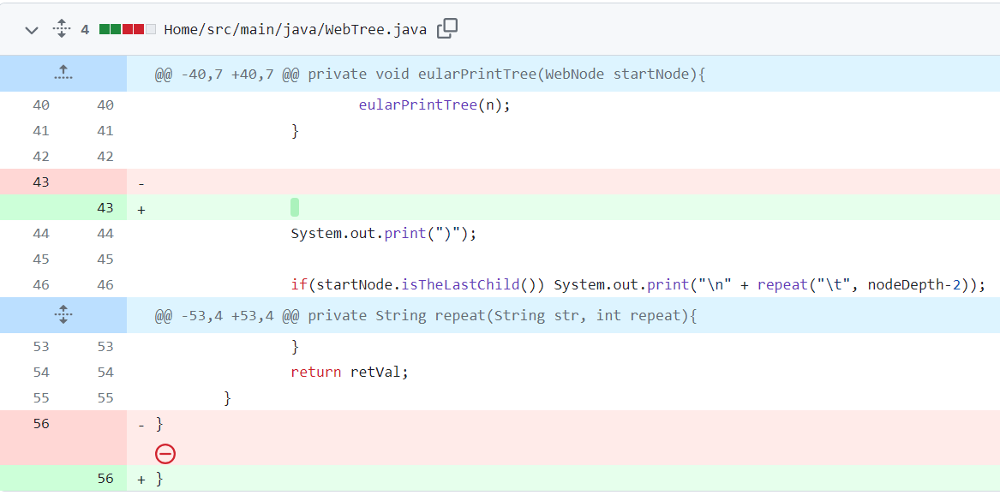 4 Home/src/main/java/WebTree.java
@@ -40,7 +40,7 @@ private void eularPrintTree(WebNode startNode){
40 40 eularPrintTree(n);
41 41 }
42 42
43 -
43 +
44 44 System.out.print(")");
45 45
46 46 if(startNode.isTheLastChild()) System.out.print("\n" + repeat("\t", nodeDepth-2));
@@ -53,4 +53,4 @@ private String repeat(String str, int repeat){
53 53 }
54 54 return retVal;
55 55 }
56 - }
56 + }